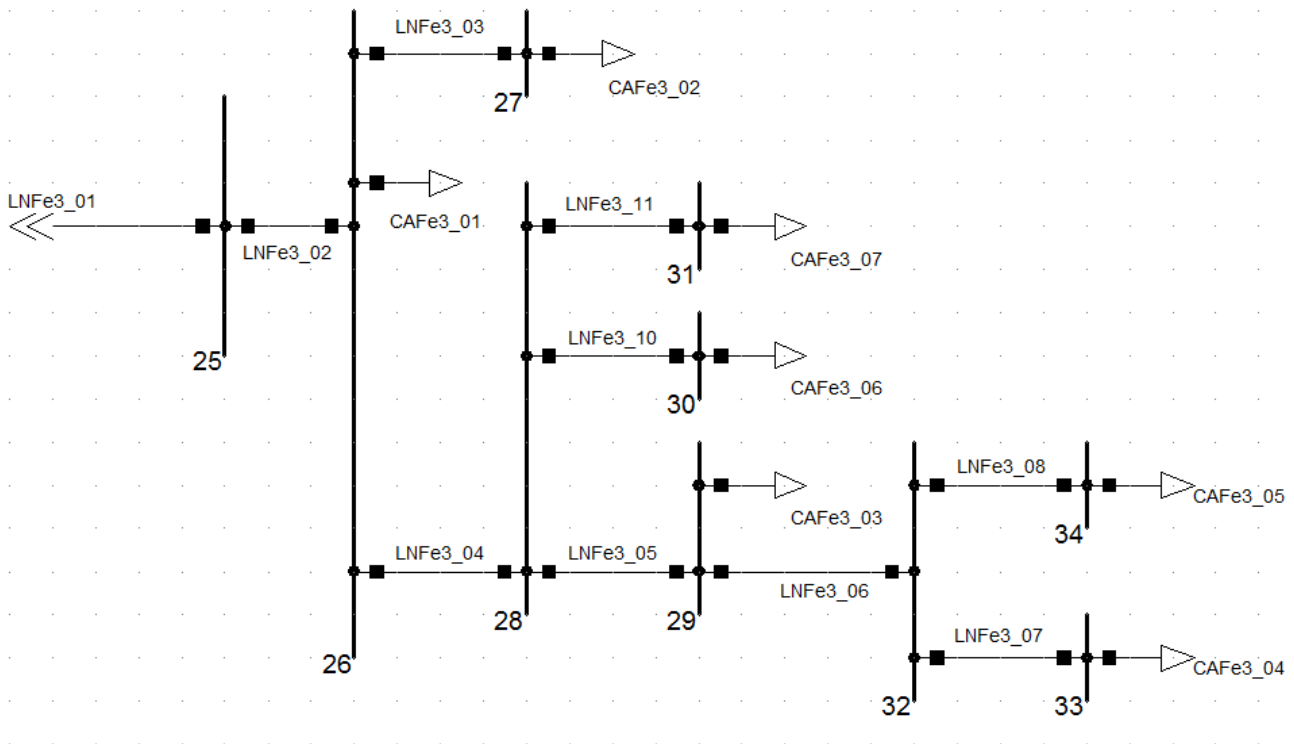 LNFe3_03
CAFe3_02
27
LNFe3_01
CAFe3_01
LNFe3_02
LNFe3_11
31
CAFe3_07
25
LNFe3_10
CAFe3_06
30
LNFe3_08
CAFe3_05
CAFe3_03
34
LNFe3_04
LNFe3_05
LNFe3_06
28
29
LNFe3_07
26
CAFe3_04
32
33